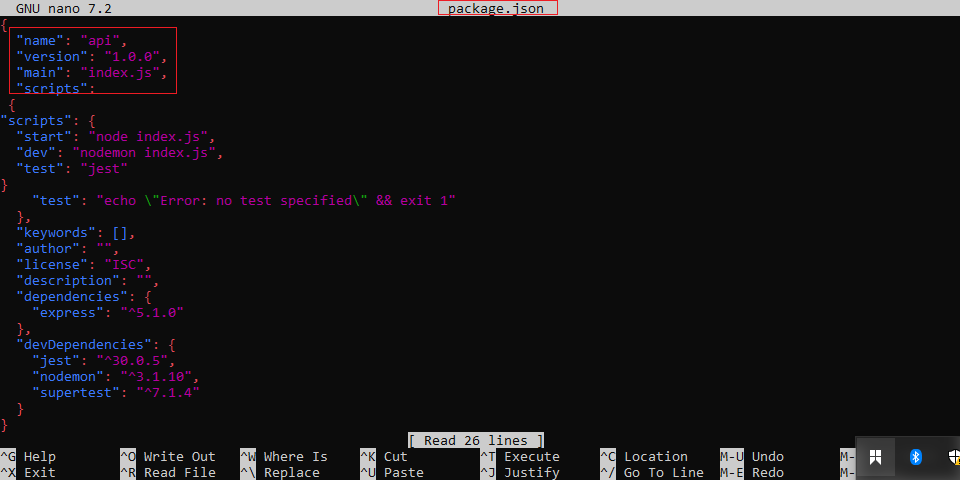 GNU nano 7.2 package.json
{
"name": "api",
"version": "1.0.0",
"main": "index.js",
"scripts":
{
"scripts": {
"start": "node index.js",
"dev": "nodemon index.js",
"test": "jest"
}
"test": "echo \"Error: no test specified\" && exit 1"
},
"keywords": [],
"author": "",
"license": "ISC",
"description": "",
"dependencies": {
"express": "^5.1.0"
},
"devDependencies": {
"jest": "^30.0.5",
"nodemon": "^3.1.10",
"supertest": "^7.1.4"
}
}
[ Read 26 lines ]
^G Help ^O Write Out ^W Where Is ^K Cut ^T Execute ^C Location M-U Undo M-
^X Exit ^R Read File ^\ Replace ^U Paste ^J Justify ^/ Go To Line M-E Redo M-